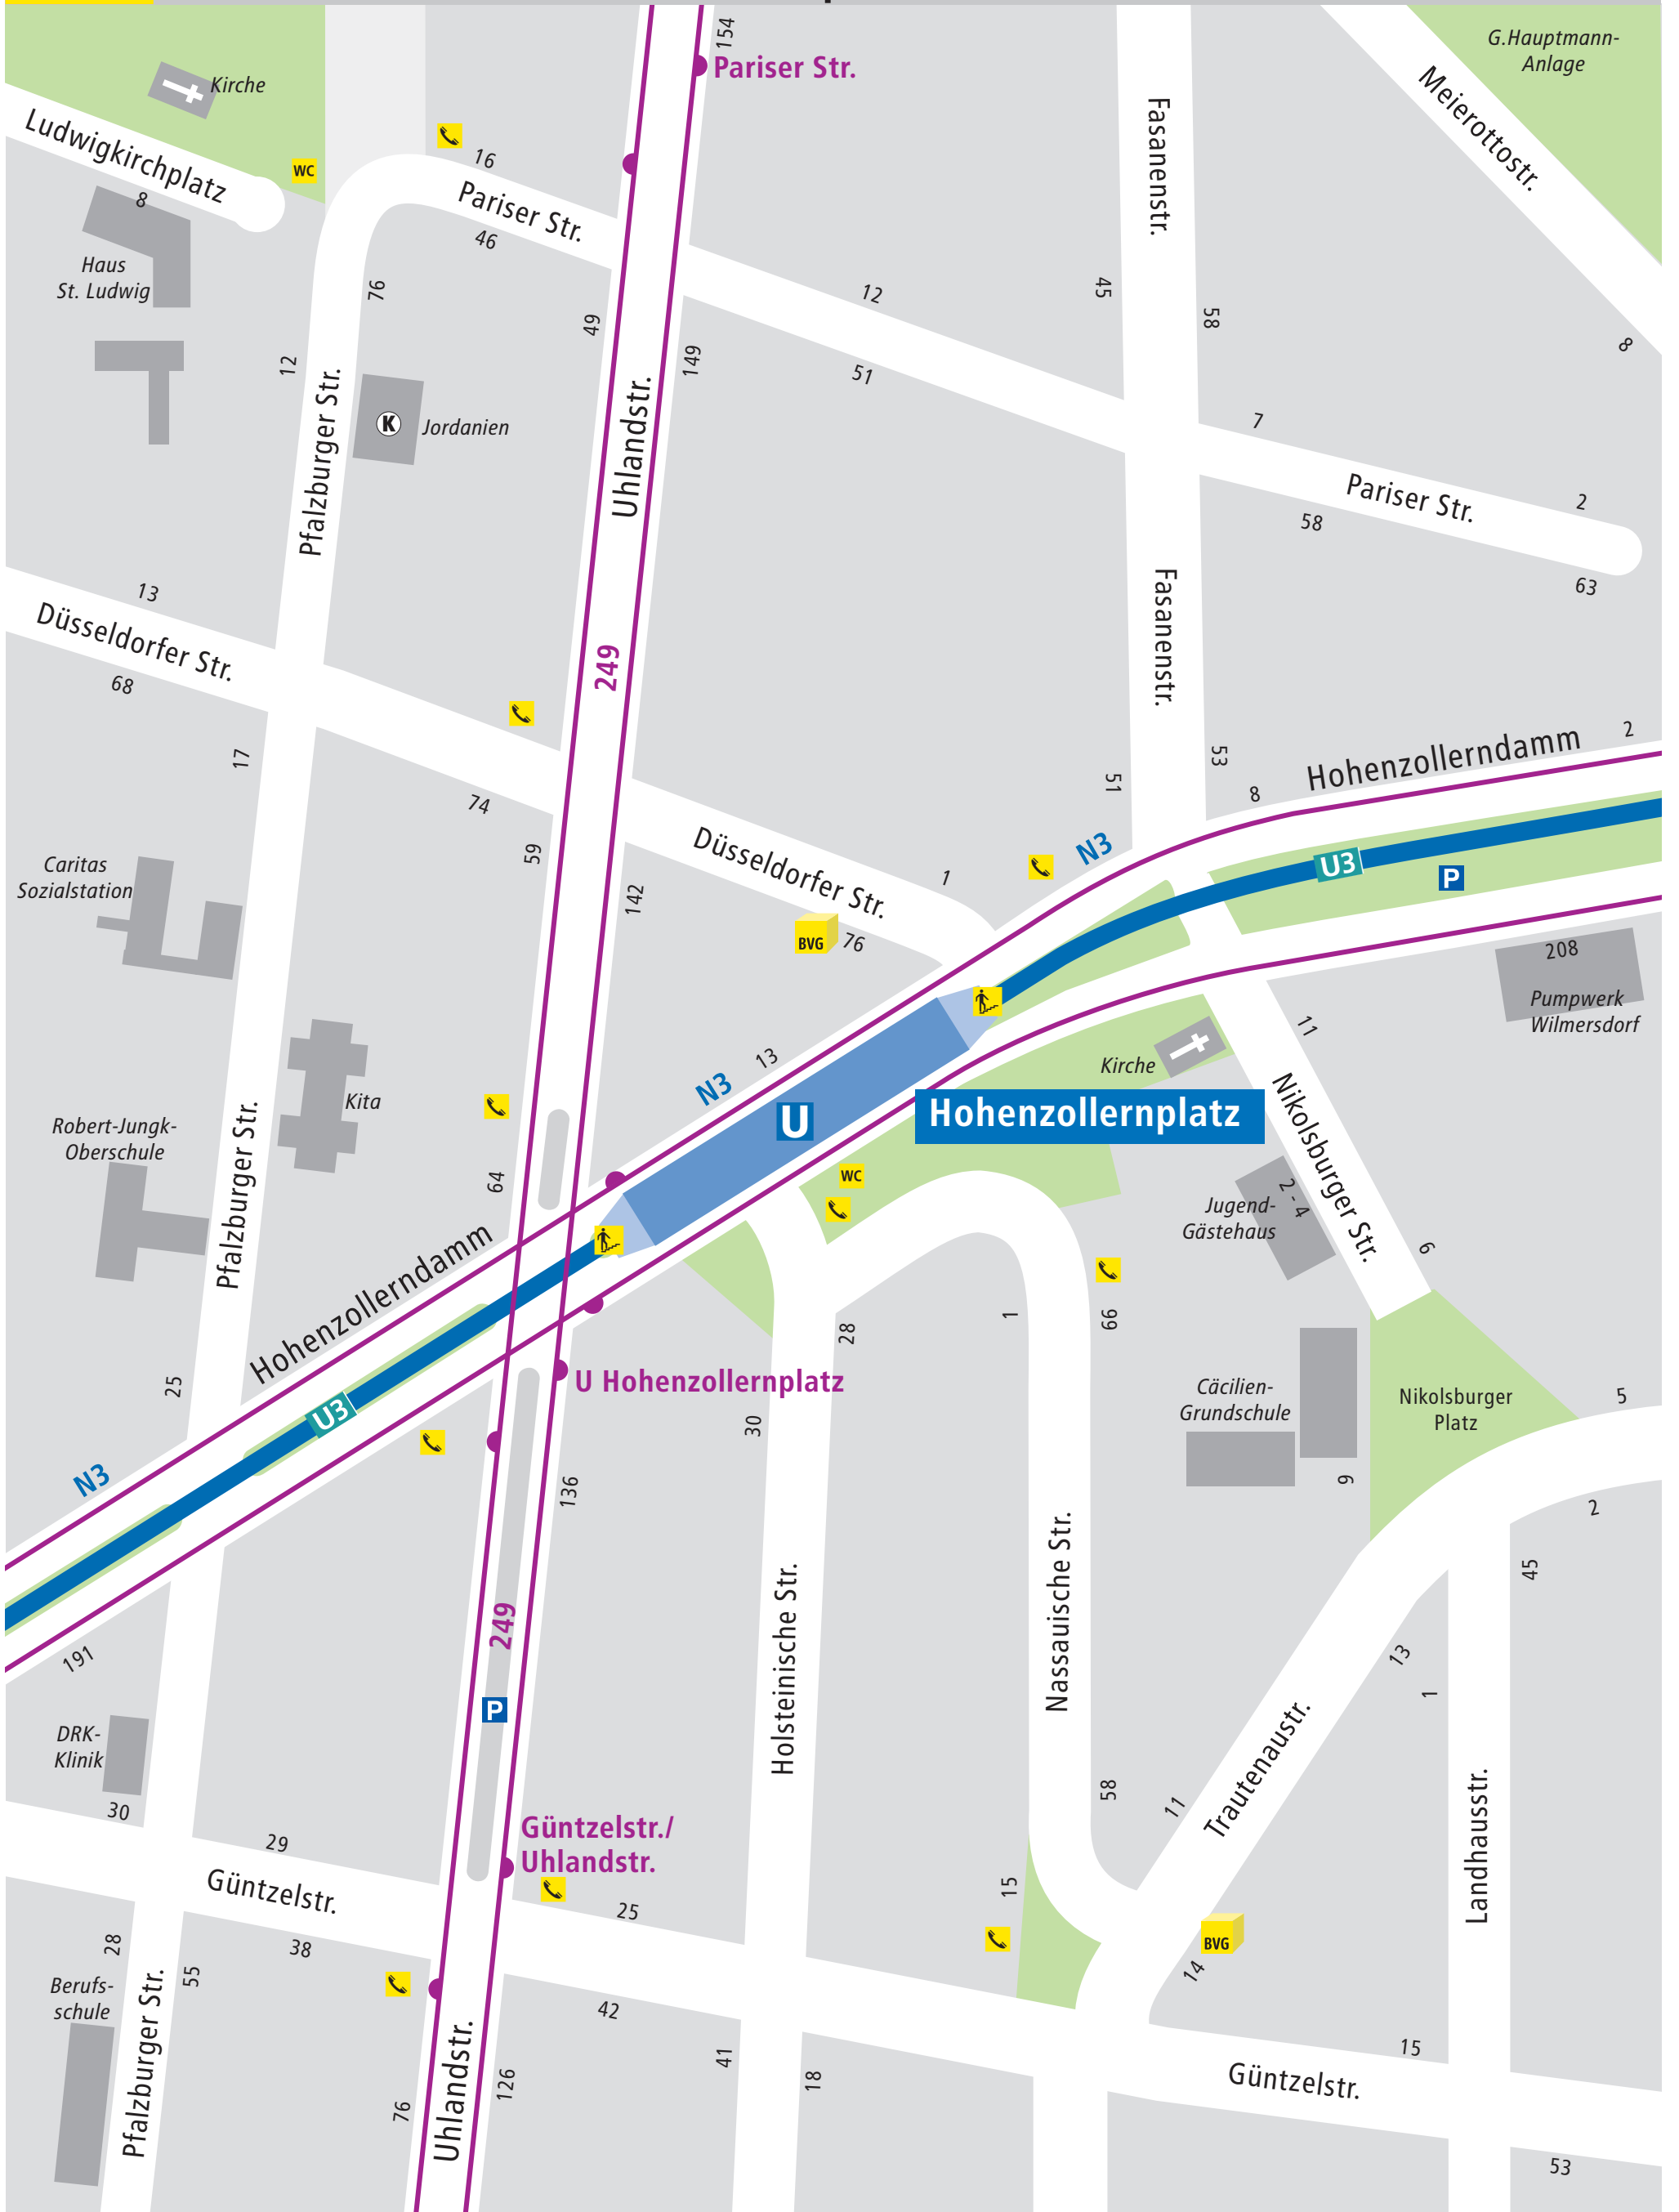 154
Pariser Str.
G.Hauptmann-
Anlage
Kirche
Meierottostr.
Fasanenstr.
Ludwigkirchplatz
WC
16
Pariser Str.
46
8
Haus
St. Ludwig
76
49
12
45
58
8
149
51
12
Pfalzburger Str.
K
Jordanien
Uhlandstr.
7
Pariser Str.
2
58
63
13
Düsseldorfer Str.
68
249
Fasanenstr.
17
74
59
142
51
53
8
Hohenzollerndamm
2
N3
U3
P
Düsseldorfer Str.
1
BVG
76
Caritas
Sozialstation
208
Pumpwerk
Wilmersdorf
11
Kirche
13
N3
U
Hohenzollernplatz
Kita
Robert-Jungk-
Oberschule
Pfalzburger Str.
64
WC
Nikolsburger Str.
2 - 4
Jugend-
Gästehaus
6
Hohenzollerndamm
28
1
69
25
U Hohenzollernplatz
U3
30
Cäcilien-
Grundschule
Nikolsburger
Platz
5
9
2
N3
136
45
191
249
Holsteinische Str.
Nassauische Str.
13
1
P
DRK-
Klinik
30
29
Güntzelstr./
Uhlandstr.
58
11
Trautenaustr.
Landhausstr.
Güntzelstr.
25
15
38
28
55
BVG
14
Berufs-
schule
42
Pfalzburger Str.
Uhlandstr.
76
126
41
18
15
Güntzelstr.
53